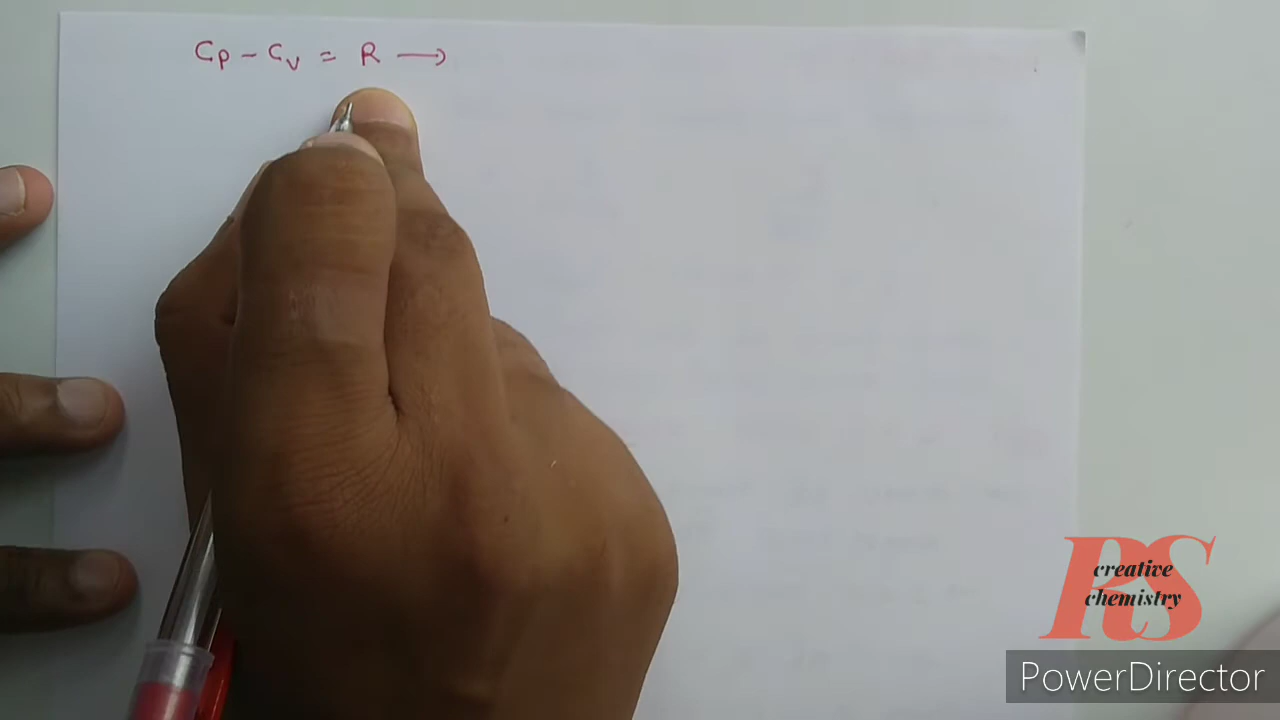 Cp - Cv = R →
RS
creative
chemistry
PowerDirector